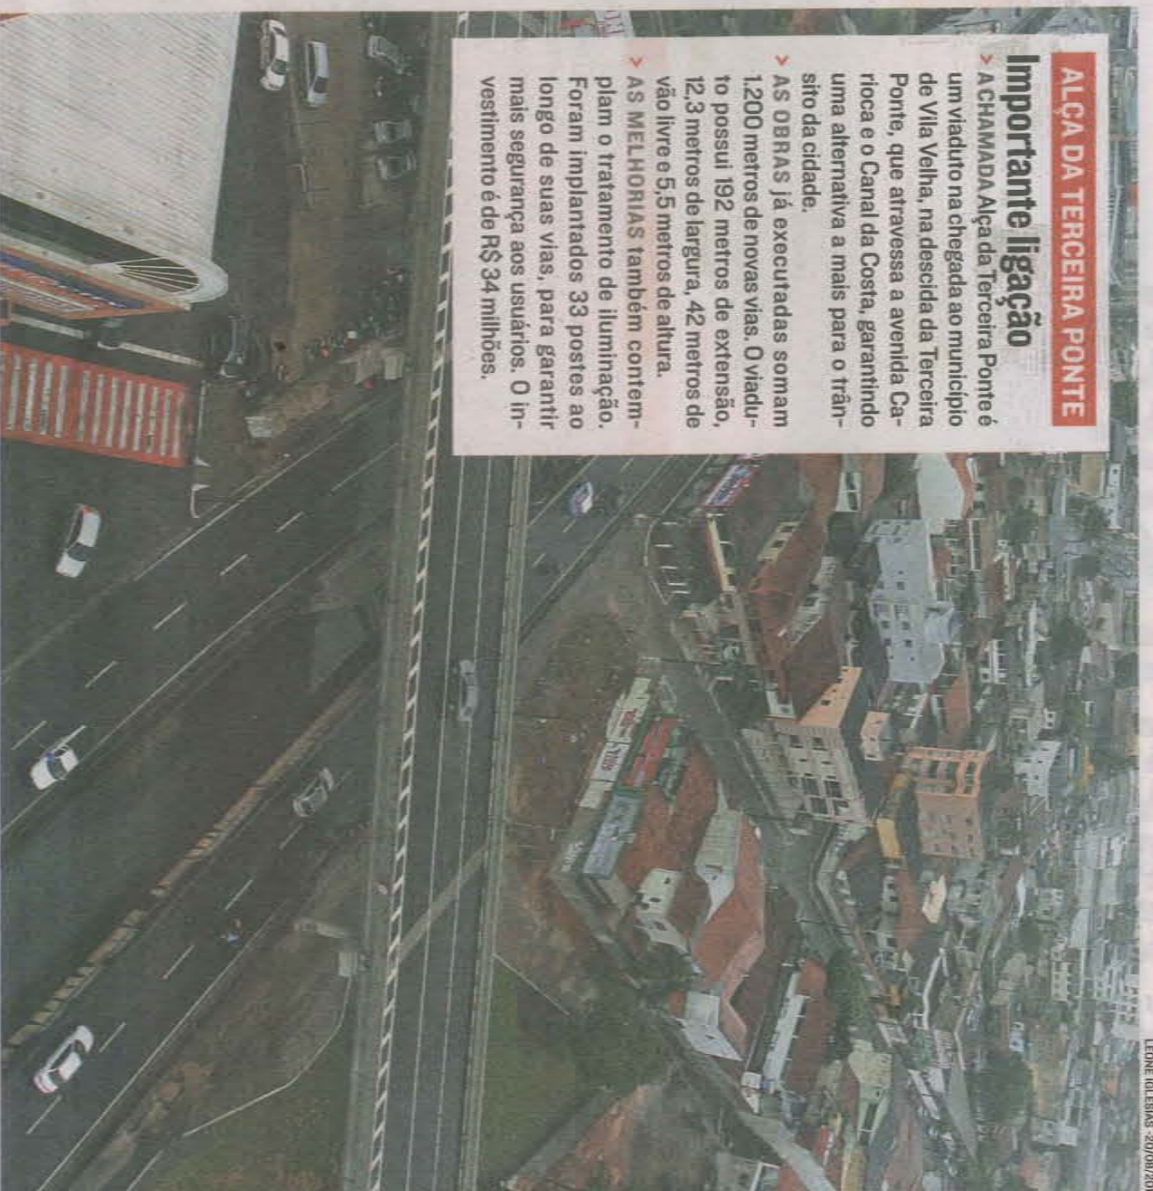 ALÇA DA TERCEIRA PONTE
Importante ligação
> A CHAMADA Alça da Terceira Ponte é
um viaduto na chegada ao município
de Vila Velha, na descida da Terceira
Ponte, que atravessa a avenida Ca-
rioca e o Canal da Costa, garantindo
uma alternativa a mais para o trân-
sito da cidade.
> AS OBRAS já executadas somam
1.200 metros de novas vias. O viadu-
to possui 192 metros de extensão,
12,3 metros de largura, 42 metros de
vão livre e 5,5 metros de altura.
> AS MELHORIAS também contem-
plam o tratamento de iluminação.
Foram implantados 33 postes ao
longo de suas vias, para garantir
mais segurança aos usuários. O in-
vestimento é de R$ 34 milhões.
LEONE IGLESIAS -20/08/20